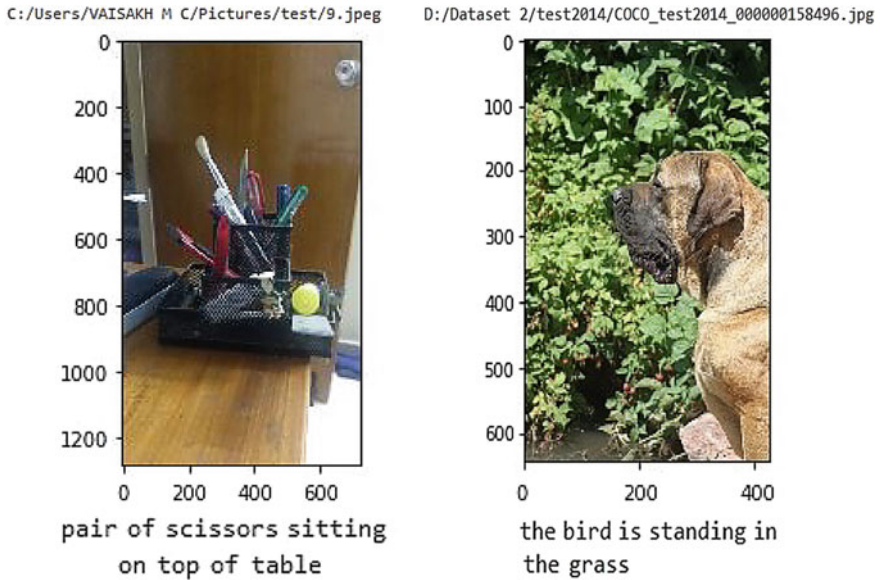 C:/Users/VAISAKH M C/Pictures/test/9.jpeg
0
200
400
600
800
1000
1200
0 200 400 600
pair of scissors sitting
on top of table
D:/Dataset 2/test2014/COCO_test2014_000000158496.jpg
0
100
200
300
400
500
600
0 200 400
the bird is standing in
the grass